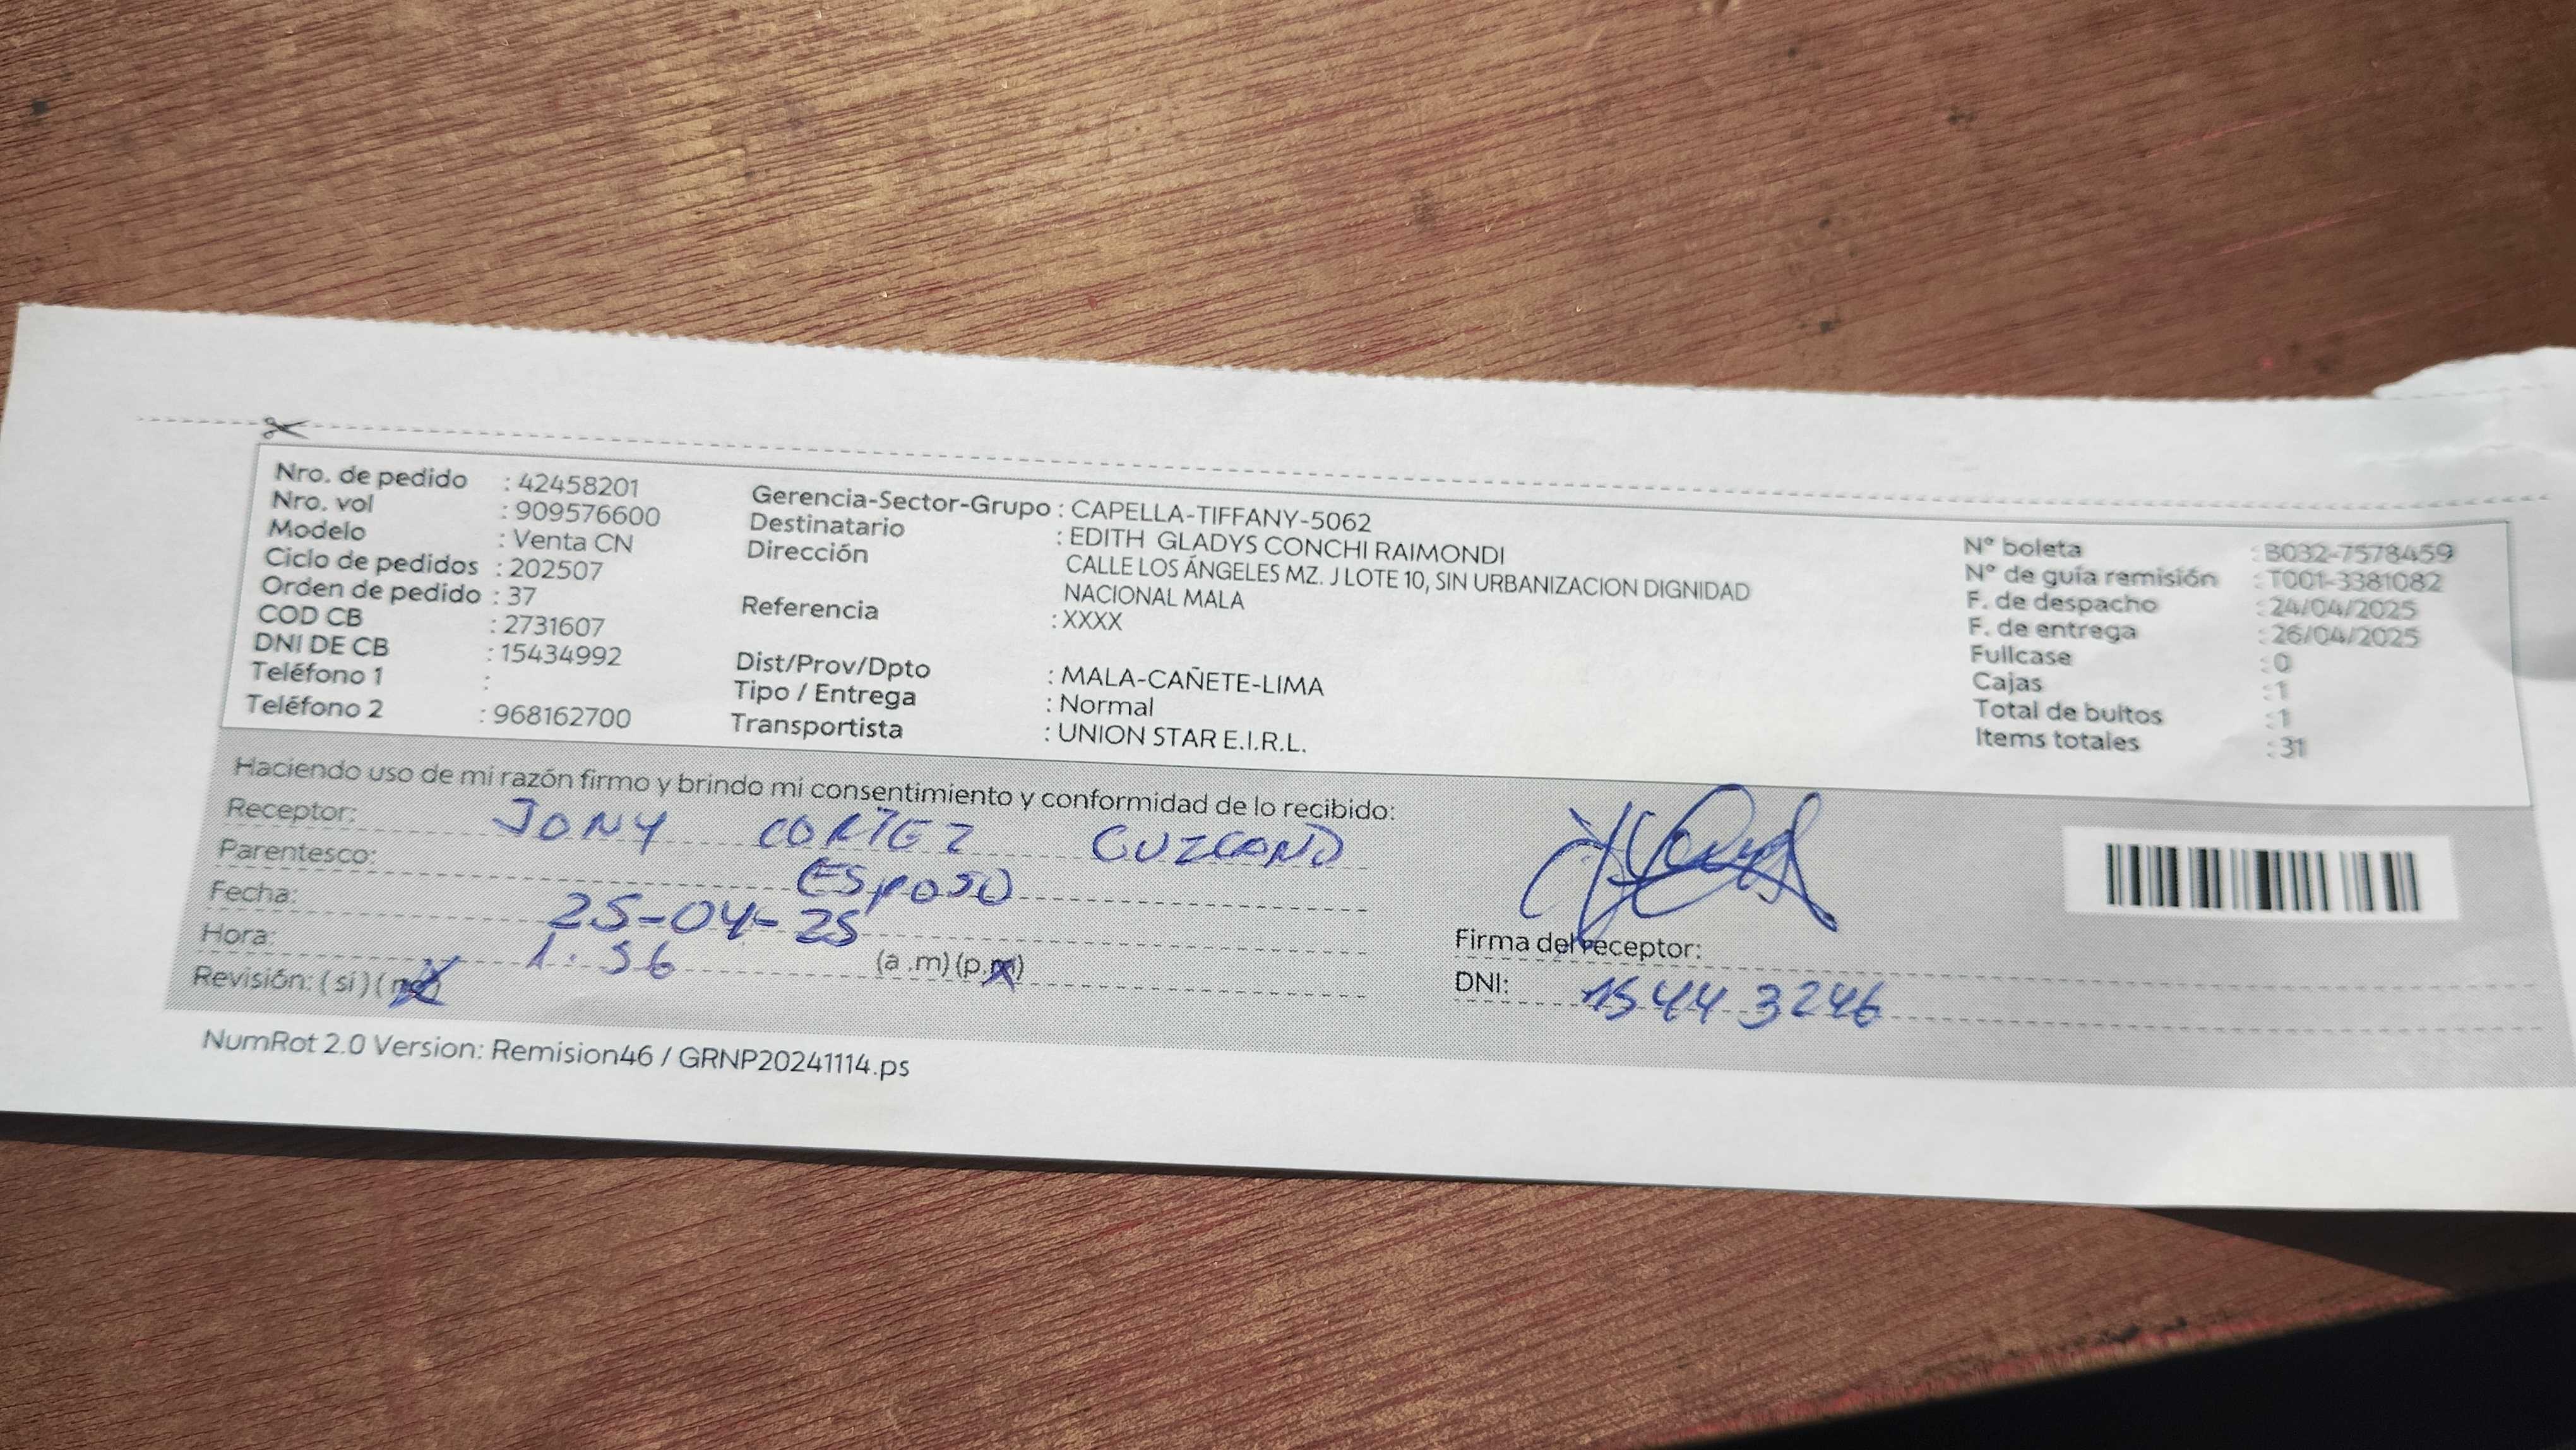 Nro. de pedido : 42458201
Nro. vol : 909576600
Modelo : Venta CN
Ciclo de pedidos : 202507
Orden de pedido : 37
COD CB : 2731607
DNI DE CB : 15434992
Teléfono 1 :
Teléfono 2 : 968162700
Gerencia-Sector-Grupo : CAPELLA-TIFFANY-5062
Destinatario : EDITH GLADYS CONCHI RAIMONDI
Dirección CALLE LOS ÁNGELES MZ. J LOTE 10, SIN URBANIZACION DIGNIDAD
NACIONAL MALA
Referencia : XXXX
Dist/Prov/Dpto : MALA-CAÑETE-LIMA
Tipo / Entrega : Normal
Transportista : UNION STAR E.I.R.L.
Nº boleta : B032-7578459
Nº de guía remisión : T001-3381082
F. de despacho : 24/04/2025
F. de entrega : 26/04/2025
Fullcase : 0
Cajas : 1
Total de bultos : 1
Items totales : 31
Haciendo uso de mi razón firmo y brindo mi consentimiento y conformidad de lo recibido:
Receptor: JONY CORTEZ CUZCANO
Parentesco: ESPOSO
Fecha: 25-04-25
Hora: 1.56 (a .m) (p.m)
Revisión: ( si ) ( no )
Firma del receptor:
DNI: 15443246
NumRot 2.0 Version: Remision46 / GRNP20241114.ps